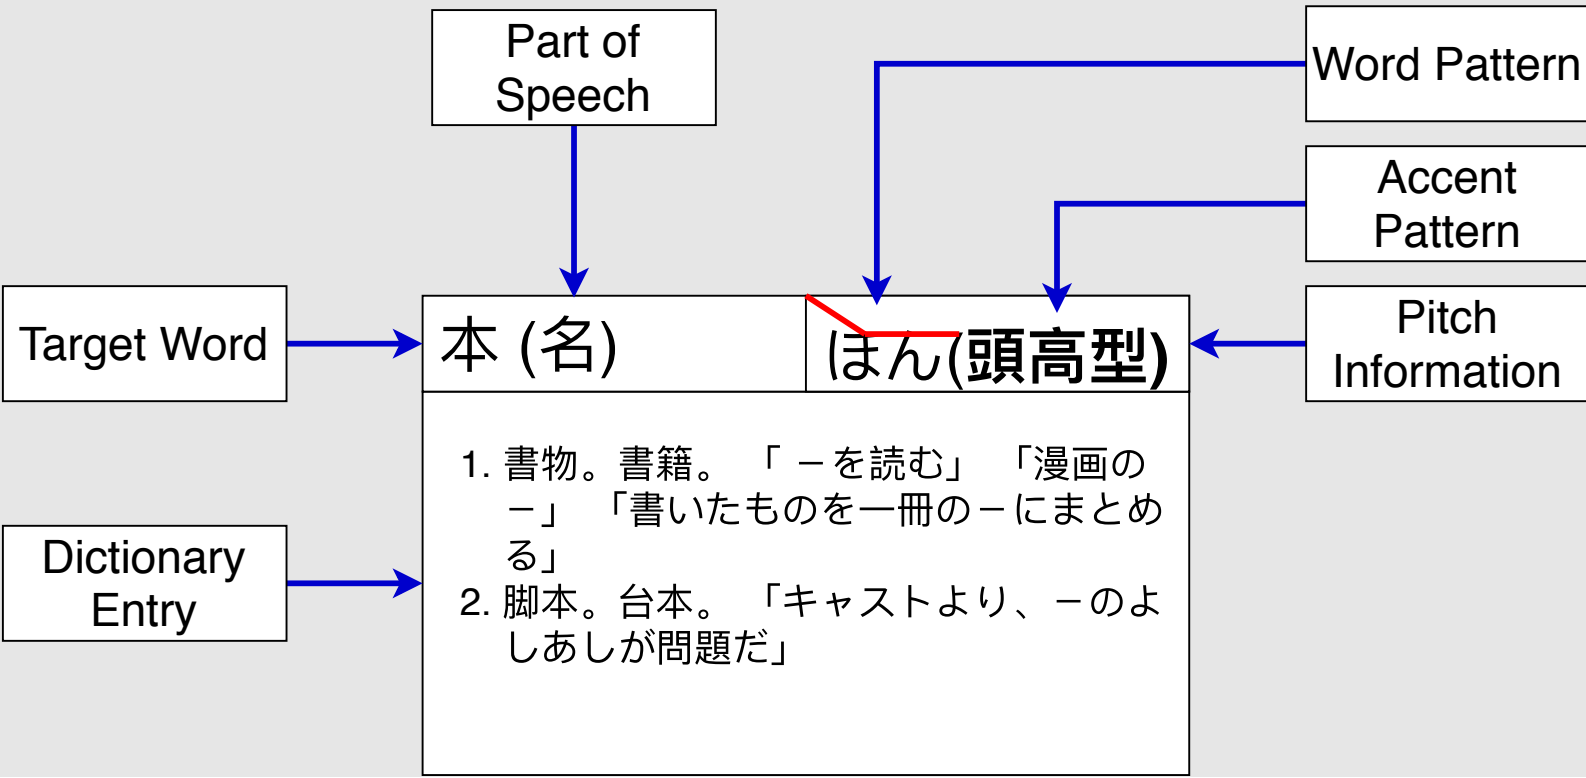 Part of
Speech
Word Pattern
Accent
Pattern
Target Word
本 (名)
ほん(頭高型)
Pitch
Information
1. 書物。書籍。 「 －を読む」 「漫画の
－」 「書いたものを一冊の－にまとめ
る」
2. 脚本。台本。 「キャストより、－のよ
しあしが問題だ」
Dictionary
Entry